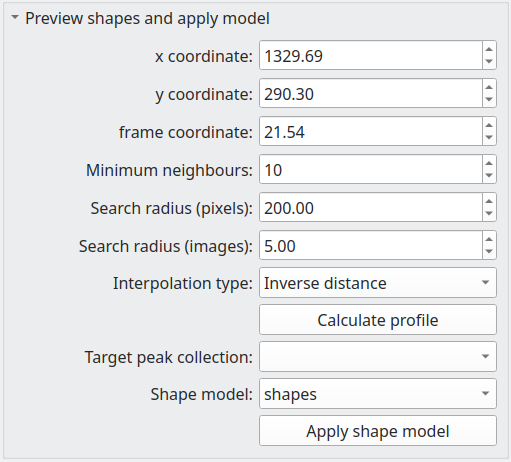 Preview shapes and apply model
x coordinate: 1329.69
y coordinate: 290.30
frame coordinate: 21.54
Minimum neighbours: 10
Search radius (pixels): 200.00
Search radius (images): 5.00
Interpolation type: Inverse distance
Calculate profile
Target peak collection:
Shape model: shapes
Apply shape model